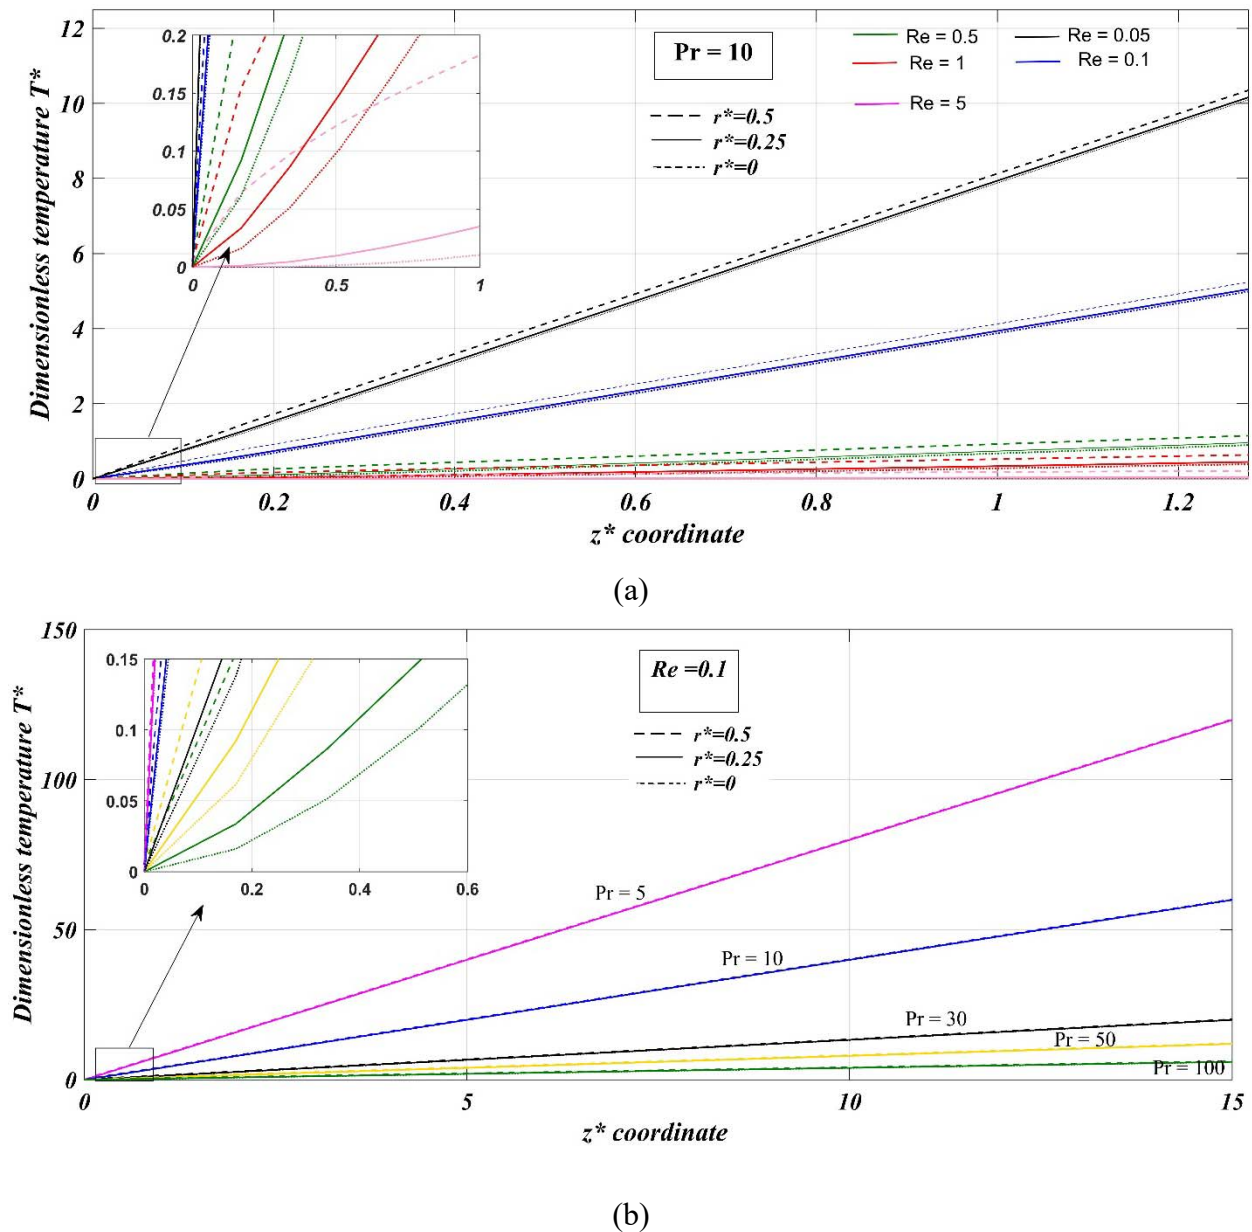 12
10
8
6
4
2
0
Dimensionless temperature T*
0.2
0.15
0.1
0.05
0
0
0.5
1
Pr = 10
r*=0.5
r*=0.25
r*=0
Re = 0.5
Re = 0.05
Re = 1
Re = 0.1
Re = 5
0
0.2
0.4
0.6
0.8
1
1.2
z* coordinate
(a)
150
100
50
0
Dimensionless temperature T*
0.15
0.1
0.05
0
0
0.2
0.4
0.6
Re =0.1
r*=0.5
r*=0.25
r*=0
Pr = 5
Pr = 10
Pr = 30
Pr = 50
Pr = 100
0
5
10
15
z* coordinate
(b)